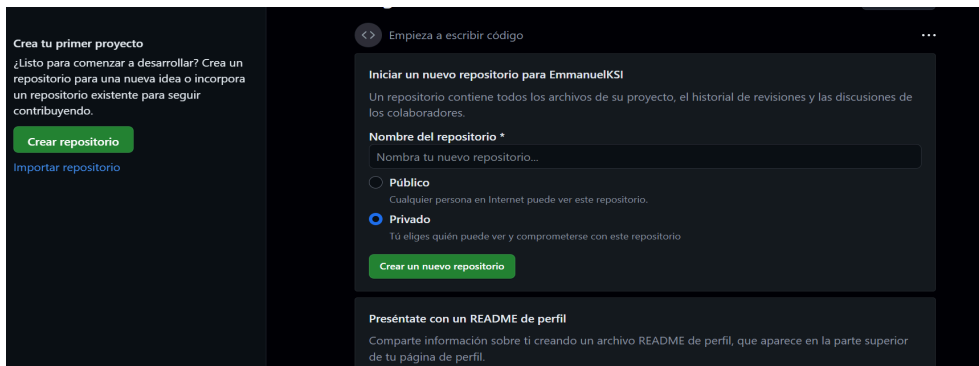 Crea tu primer proyecto
¿Listo para comenzar a desarrollar? Crea un
repositorio para una nueva idea o incorpora
un repositorio existente para seguir
contribuyendo.
Crear repositorio
Importar repositorio
<> Empieza a escribir código
...
Iniciar un nuevo repositorio para EmmanuelKSI
Un repositorio contiene todos los archivos de su proyecto, el historial de revisiones y las discusiones de
los colaboradores.
Nombre del repositorio *
Nombra tu nuevo repositorio...
Público
Cualquier persona en Internet puede ver este repositorio.
Privado
Tú eliges quién puede ver y comprometerse con este repositorio
Crear un nuevo repositorio
Preséntate con un README de perfil
Comparte información sobre ti creando un archivo README de perfil, que aparece en la parte superior
de tu página de perfil.